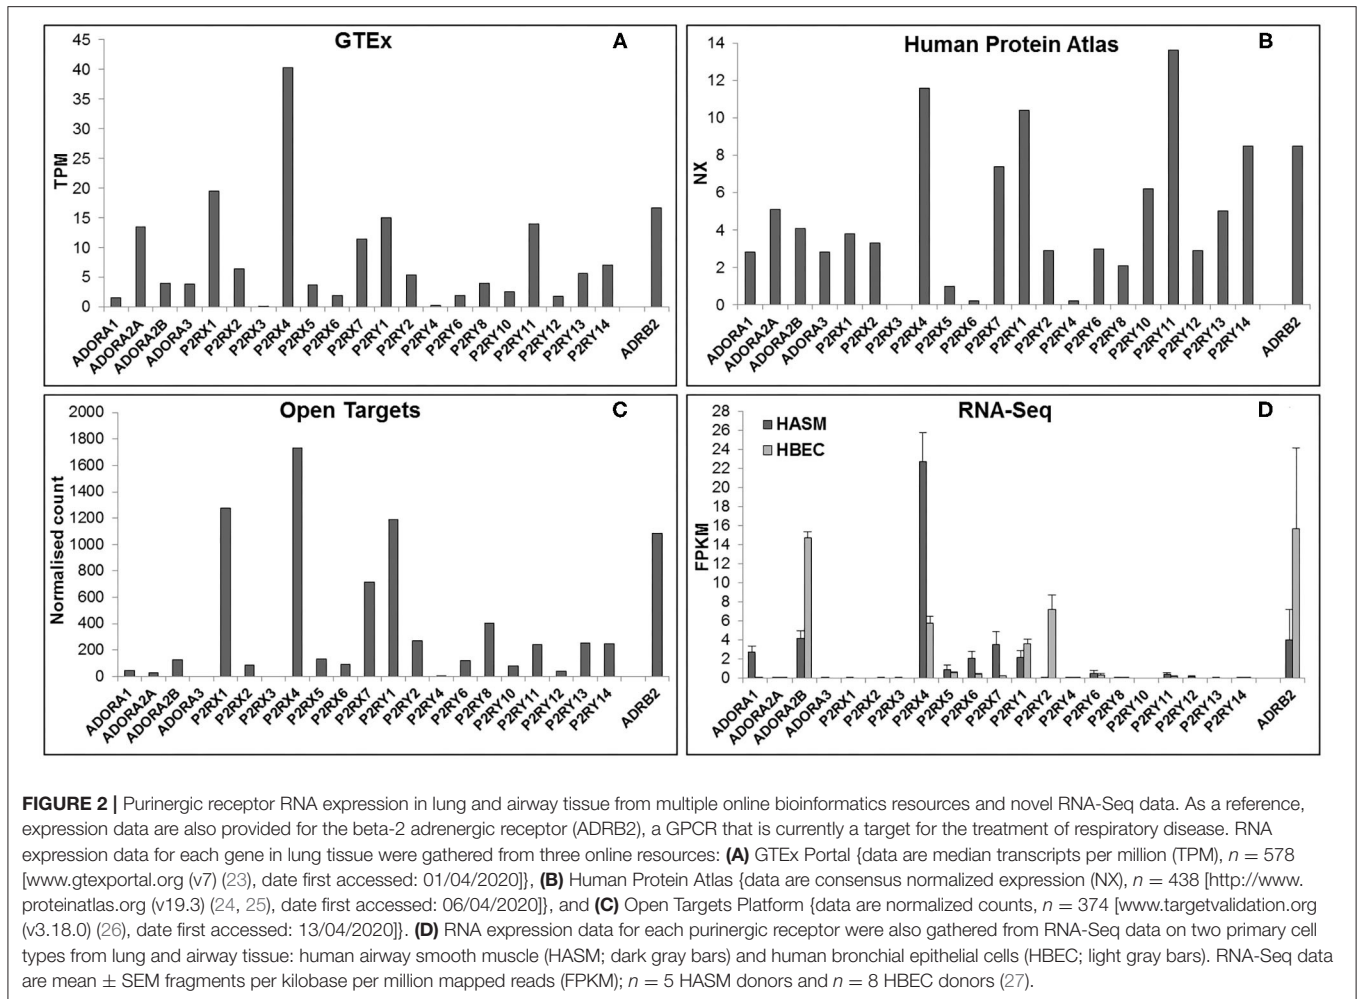 GTEx
A
TPM
45
40
35
30
25
20
15
10
5
0
ADORA1
ADORA2A
ADORA2B
ADORA3
P2RX1
P2RX2
P2RX3
P2RX4
P2RX5
P2RX6
P2RX7
P2RY1
P2RY2
P2RY4
P2RY6
P2RY8
P2RY10
P2RY11
P2RY12
P2RY13
P2RY14
ADRB2
Human Protein Atlas
B
NX
14
12
10
8
6
4
2
0
ADORA1
ADORA2A
ADORA2B
ADORA3
P2RX1
P2RX2
P2RX3
P2RX4
P2RX5
P2RX6
P2RX7
P2RY1
P2RY2
P2RY4
P2RY6
P2RY8
P2RY10
P2RY11
P2RY12
P2RY13
P2RY14
ADRB2
Open Targets
C
Normalised count
2000
1800
1600
1400
1200
1000
800
600
400
200
0
ADORA1
ADORA2A
ADORA2B
ADORA3
P2RX1
P2RX2
P2RX3
P2RX4
P2RX5
P2RX6
P2RX7
P2RY1
P2RY2
P2RY4
P2RY6
P2RY8
P2RY10
P2RY11
P2RY12
P2RY13
P2RY14
ADRB2
RNA-Seq
D
HASM
HBEC
FPKM
28
26
24
22
20
18
16
14
12
10
8
6
4
2
0
ADORA1
ADORA2A
ADORA2B
ADORA3
P2RX1
P2RX2
P2RX3
P2RX4
P2RX5
P2RX6
P2RX7
P2RY1
P2RY2
P2RY4
P2RY6
P2RY8
P2RY10
P2RY11
P2RY12
P2RY13
P2RY14
ADRB2
FIGURE 2 | Purinergic receptor RNA expression in lung and airway tissue from multiple online bioinformatics resources and novel RNA-Seq data. As a reference,
expression data are also provided for the beta-2 adrenergic receptor (ADRB2), a GPCR that is currently a target for the treatment of respiratory disease. RNA
expression data for each gene in lung tissue were gathered from three online resources: (A) GTEx Portal {data are median transcripts per million (TPM), n = 578
[www.gtexportal.org (v7) (23), date first accessed: 01/04/2020]}, (B) Human Protein Atlas {data are consensus normalized expression (NX), n = 438 [http://www.
proteinatlas.org (v19.3) (24, 25), date first accessed: 06/04/2020]}, and (C) Open Targets Platform {data are normalized counts, n = 374 [www.targetvalidation.org
(v3.18.0) (26), date first accessed: 13/04/2020]}. (D) RNA expression data for each purinergic receptor were also gathered from RNA-Seq data on two primary cell
types from lung and airway tissue: human airway smooth muscle (HASM; dark gray bars) and human bronchial epithelial cells (HBEC; light gray bars). RNA-Seq data
are mean ± SEM fragments per kilobase per million mapped reads (FPKM); n = 5 HASM donors and n = 8 HBEC donors (27).